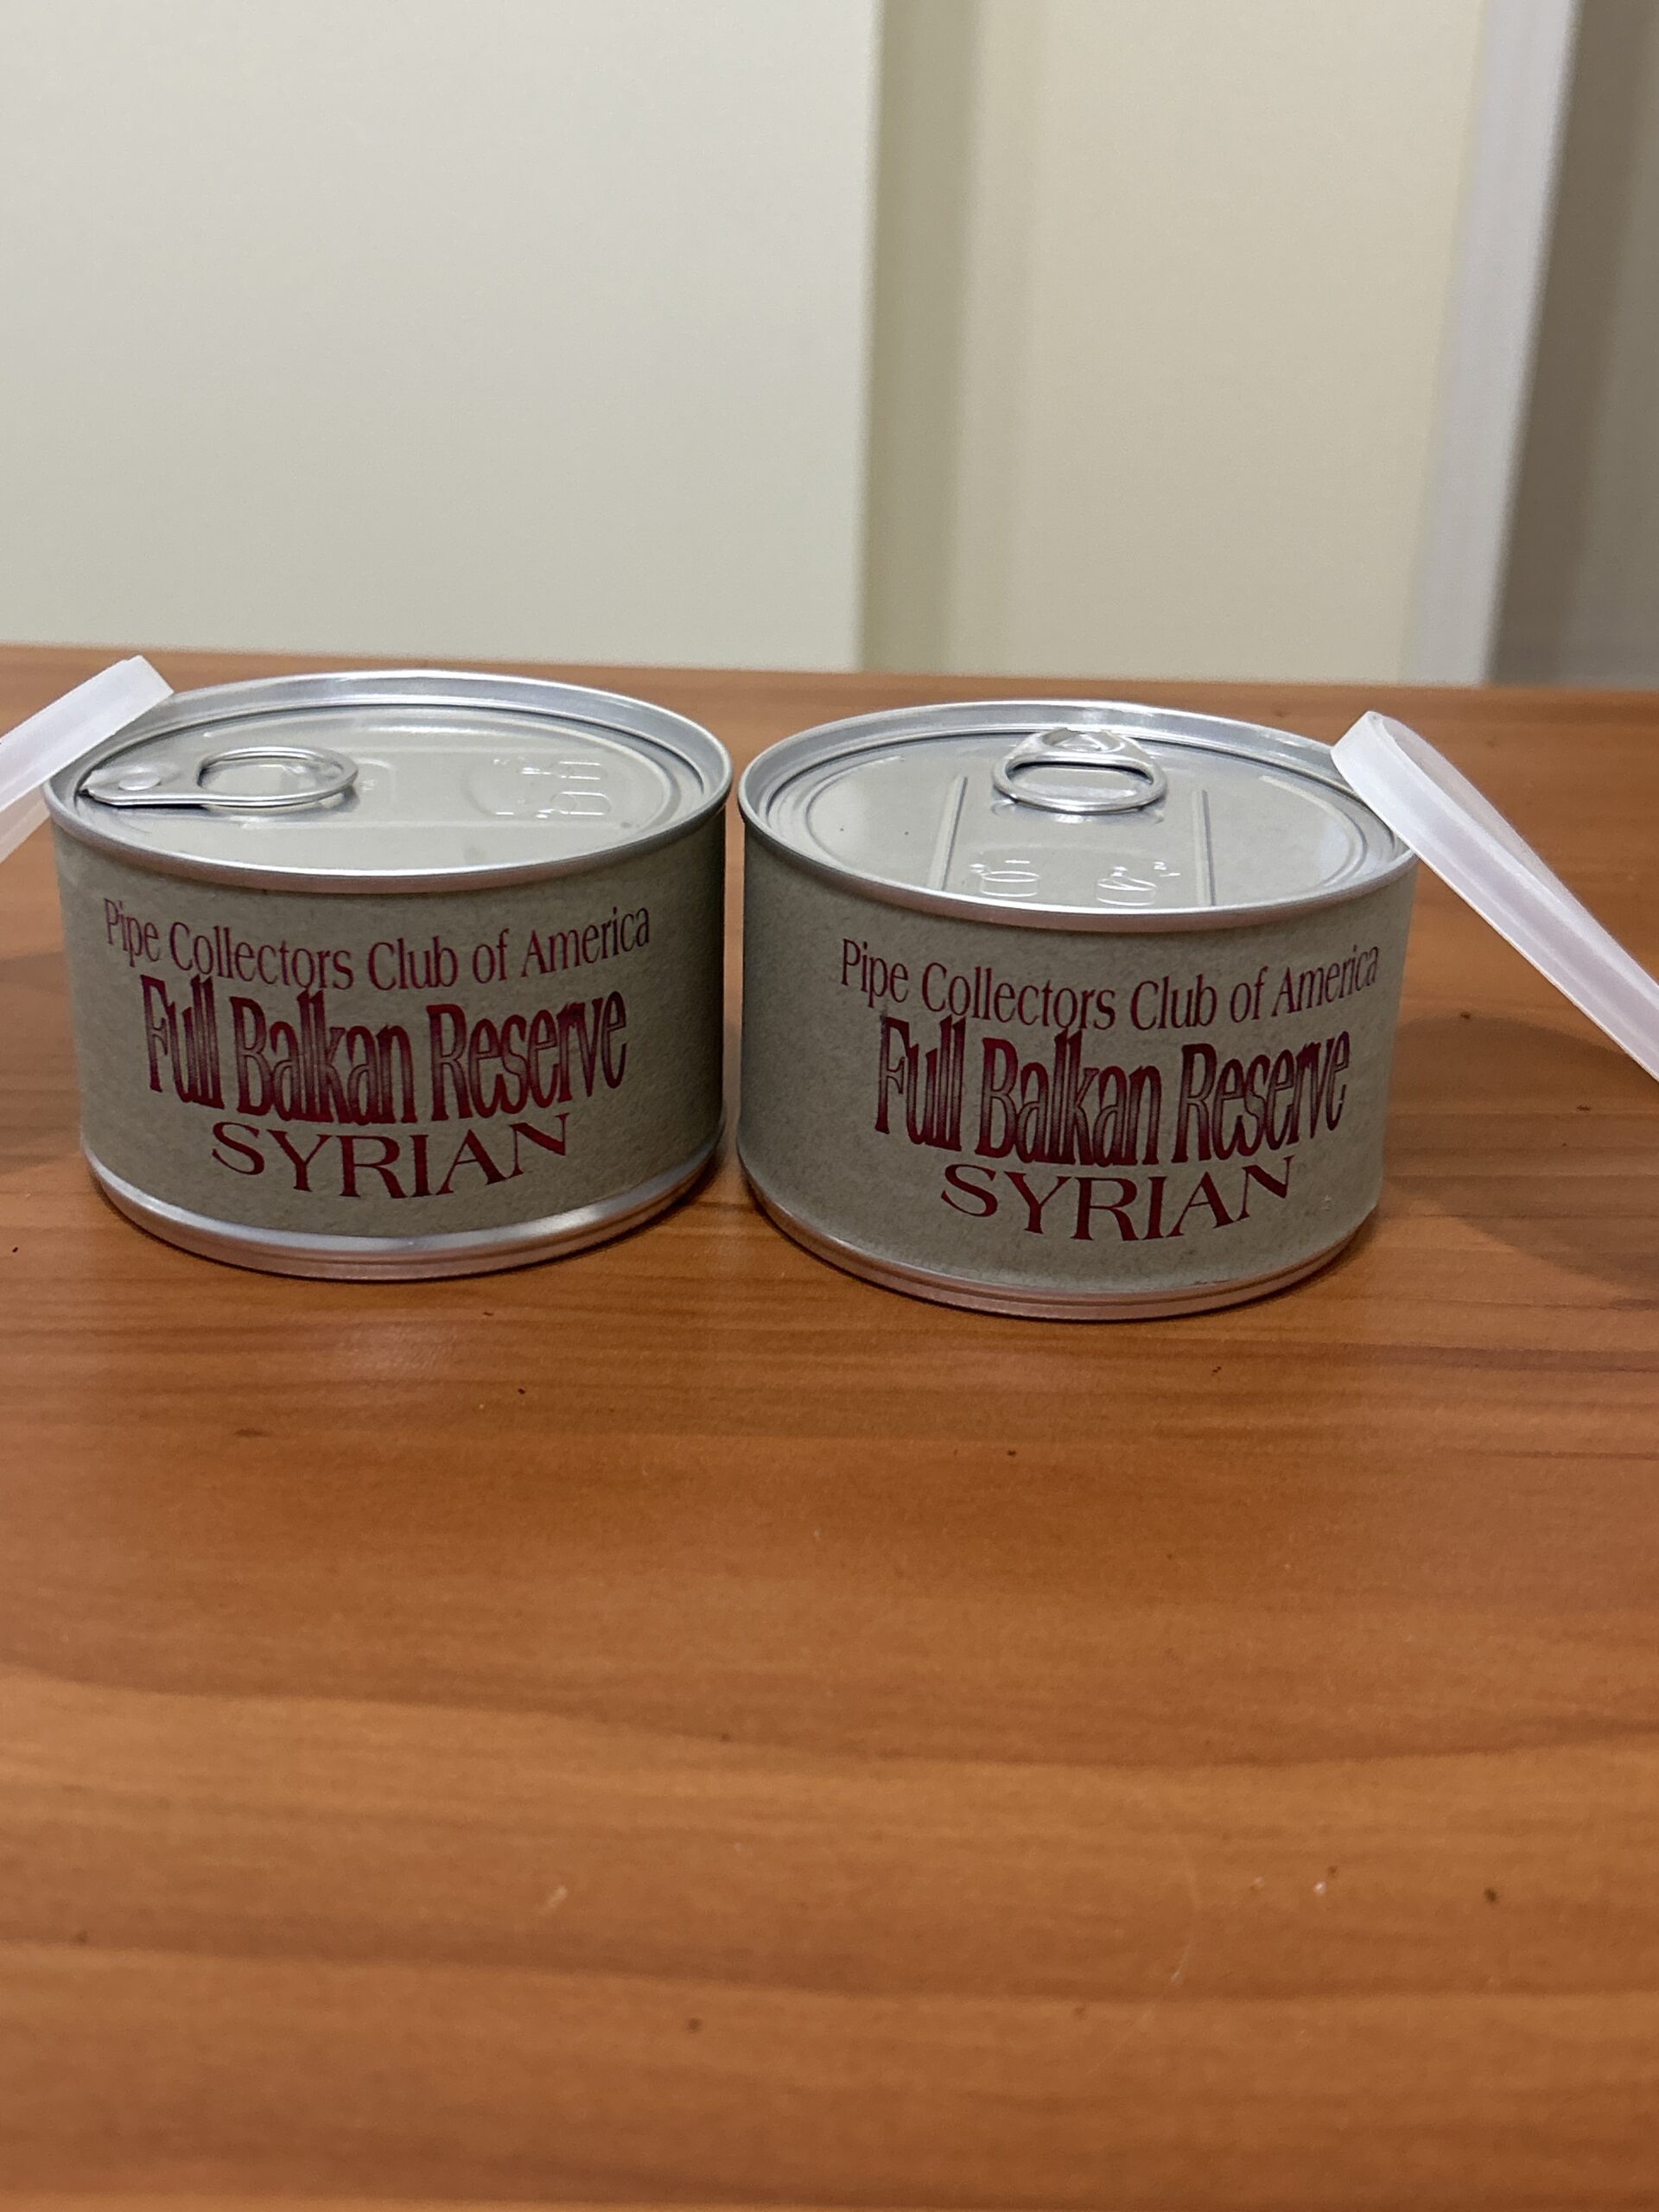 Pipe Collectors Club of America
Full Balkan Reserve
SYRIAN
Pipe Collectors Club of America
Full Balkan Reserve
SYRIAN